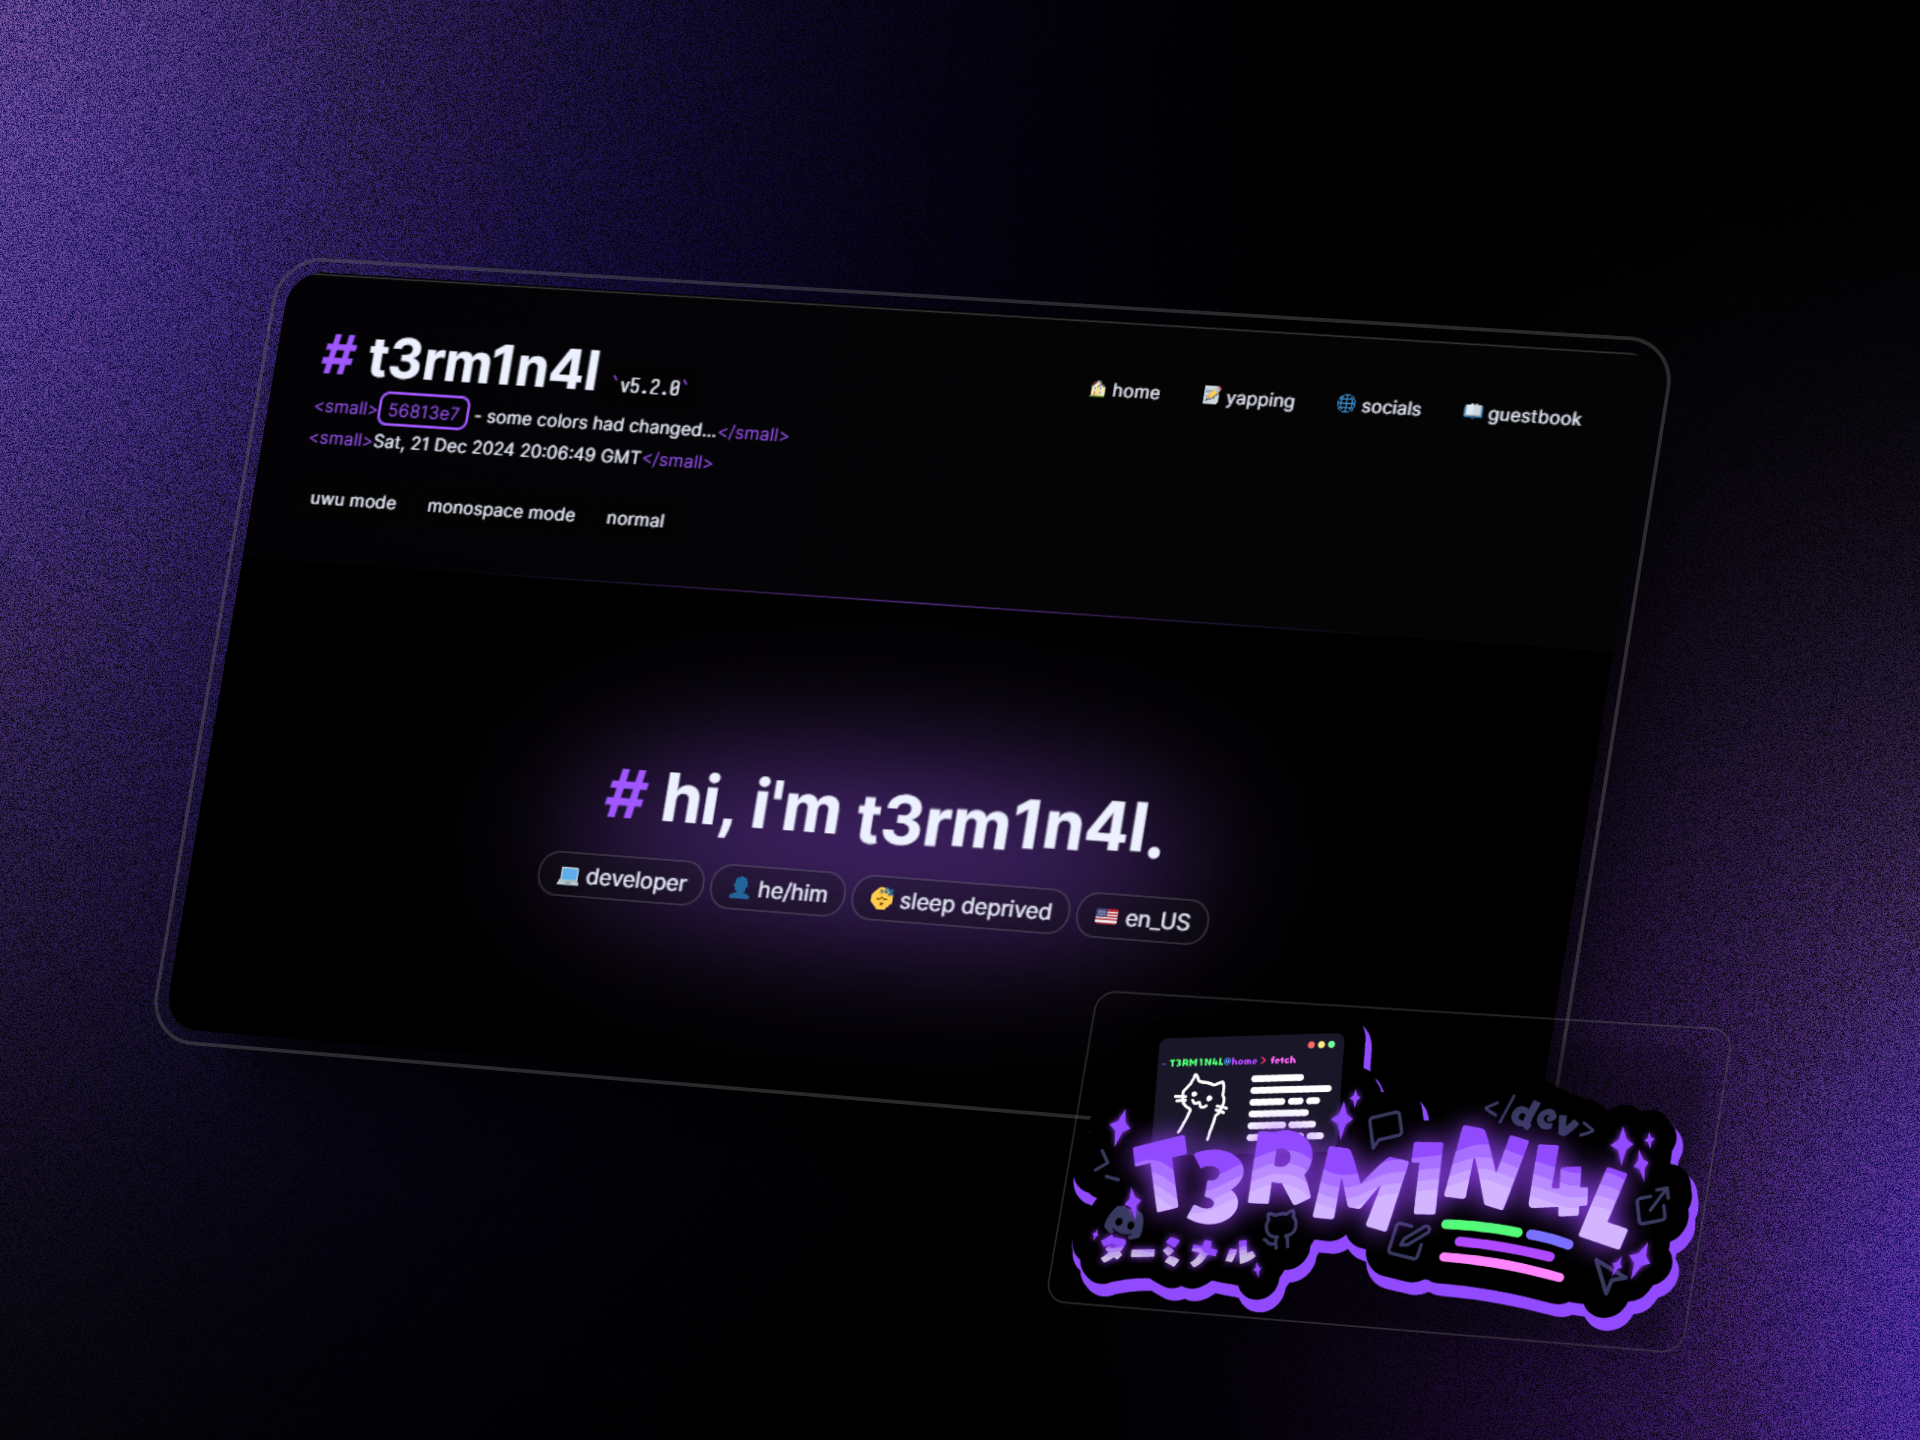 # t3rm1n4l `v5.2.0`
<small>56813e7 - some colors had changed...</small>
<small>Sat, 21 Dec 2024 20:06:49 GMT</small>
uwu mode monospace mode normal
🏠 home 📝 yapping 🌐 socials 📖 guestbook
# hi, i'm t3rm1n4l.
💻 developer 👤 he/him 😴 sleep deprived 🇺🇸 en_US
~ T3RM1N4L@home > fetch
</dev>
T3RM1N4L
ターミナル